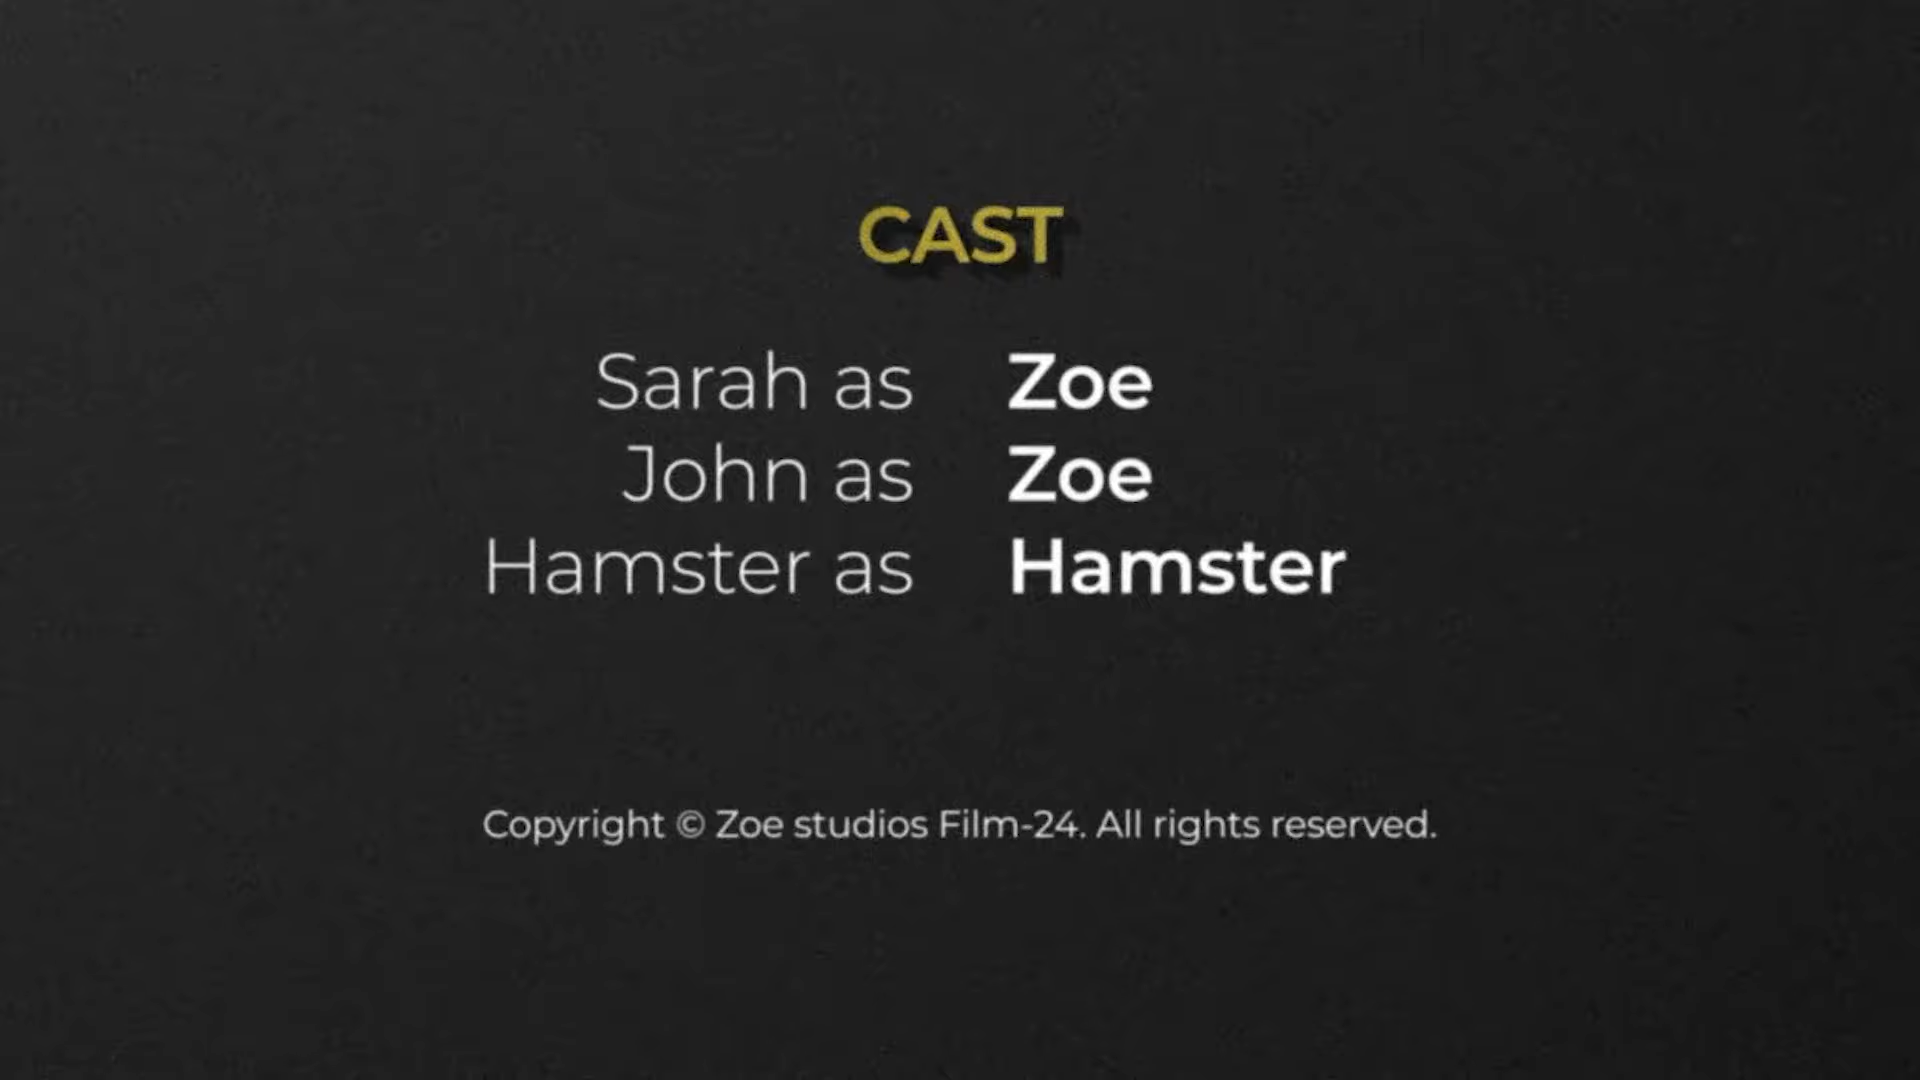 CAST
Sarah as Zoe
John as Zoe
Hamster as Hamster
Copyright © Zoe studios Film-24. All rights reserved.